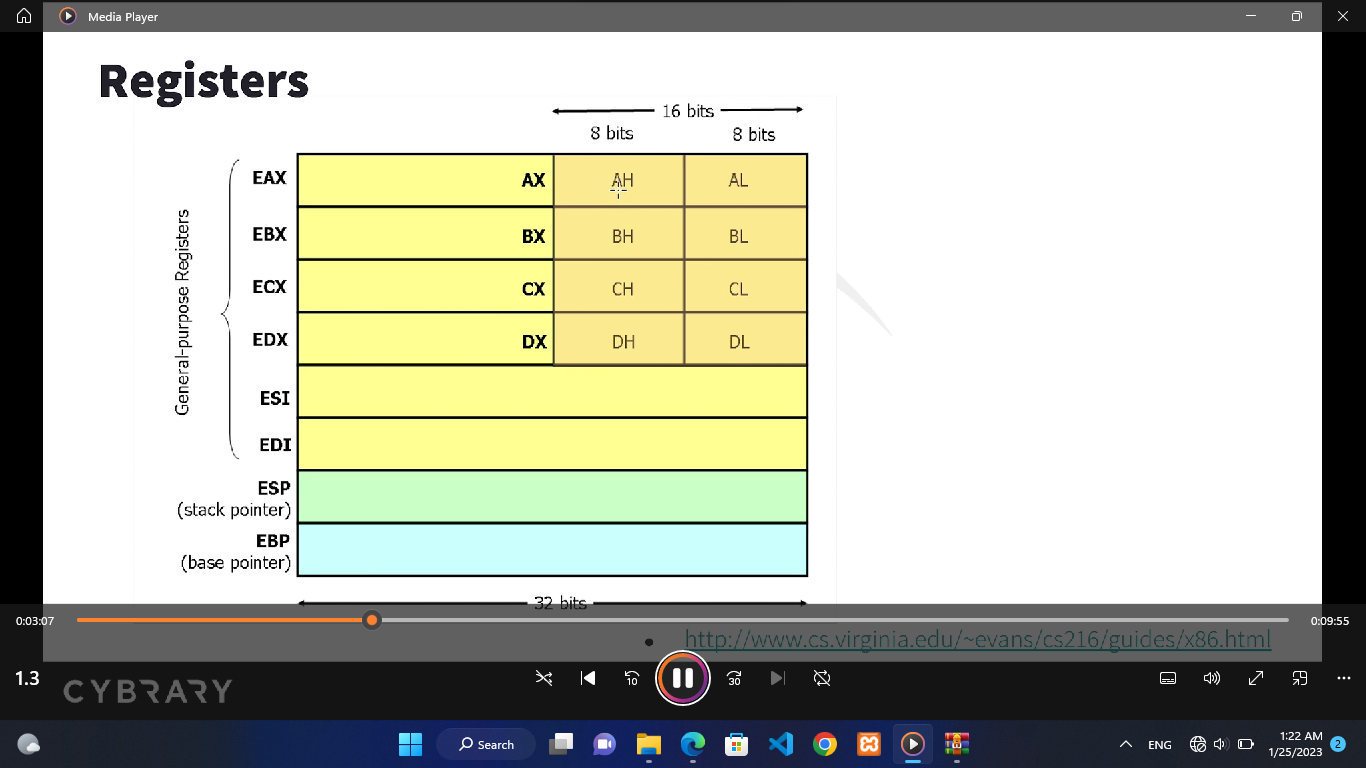 Media Player
Registers
16 bits
8 bits 8 bits
General-purpose Registers
EAX AX AH AL
EBX BX BH BL
ECX CX CH CL
EDX DX DH DL
ESI
EDI
ESP
(stack pointer)
EBP
(base pointer)
32 bits
0:03:07 0:09:55
• http://www.cs.virginia.edu/~evans/cs216/guides/x86.html
1.3 CYBRARY 10 30
Search ENG 1:22 AM
1/25/2023 2